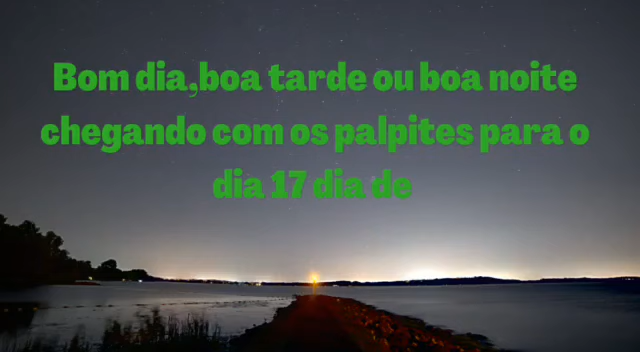 Bom dia,boa tarde ou boa noite
chegando com os palpites para o
dia 17 dia de